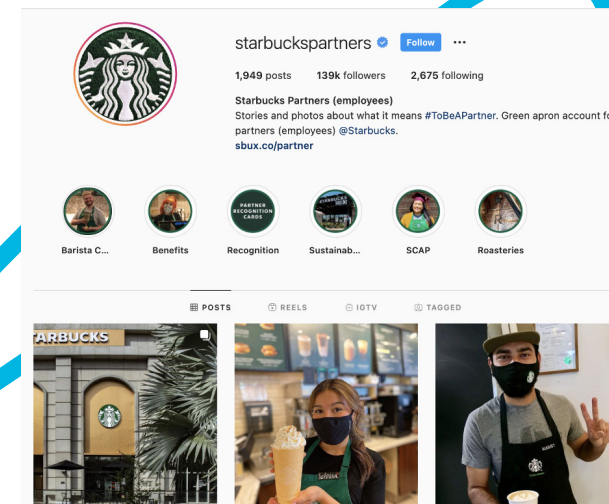 starbuckspartners Follow ...
1,949 posts 139k followers 2,675 following
Starbucks Partners (employees)
Stories and photos about what it means #ToBeAPartner. Green apron account fo
partners (employees) @Starbucks.
sbux.co/partner
PARTNER
RECOGNITION
CARDS
Barista C... Benefits Recognition Sustainab... SCAP Roasteries
POSTS REELS IGTV TAGGED
ARBUCKS